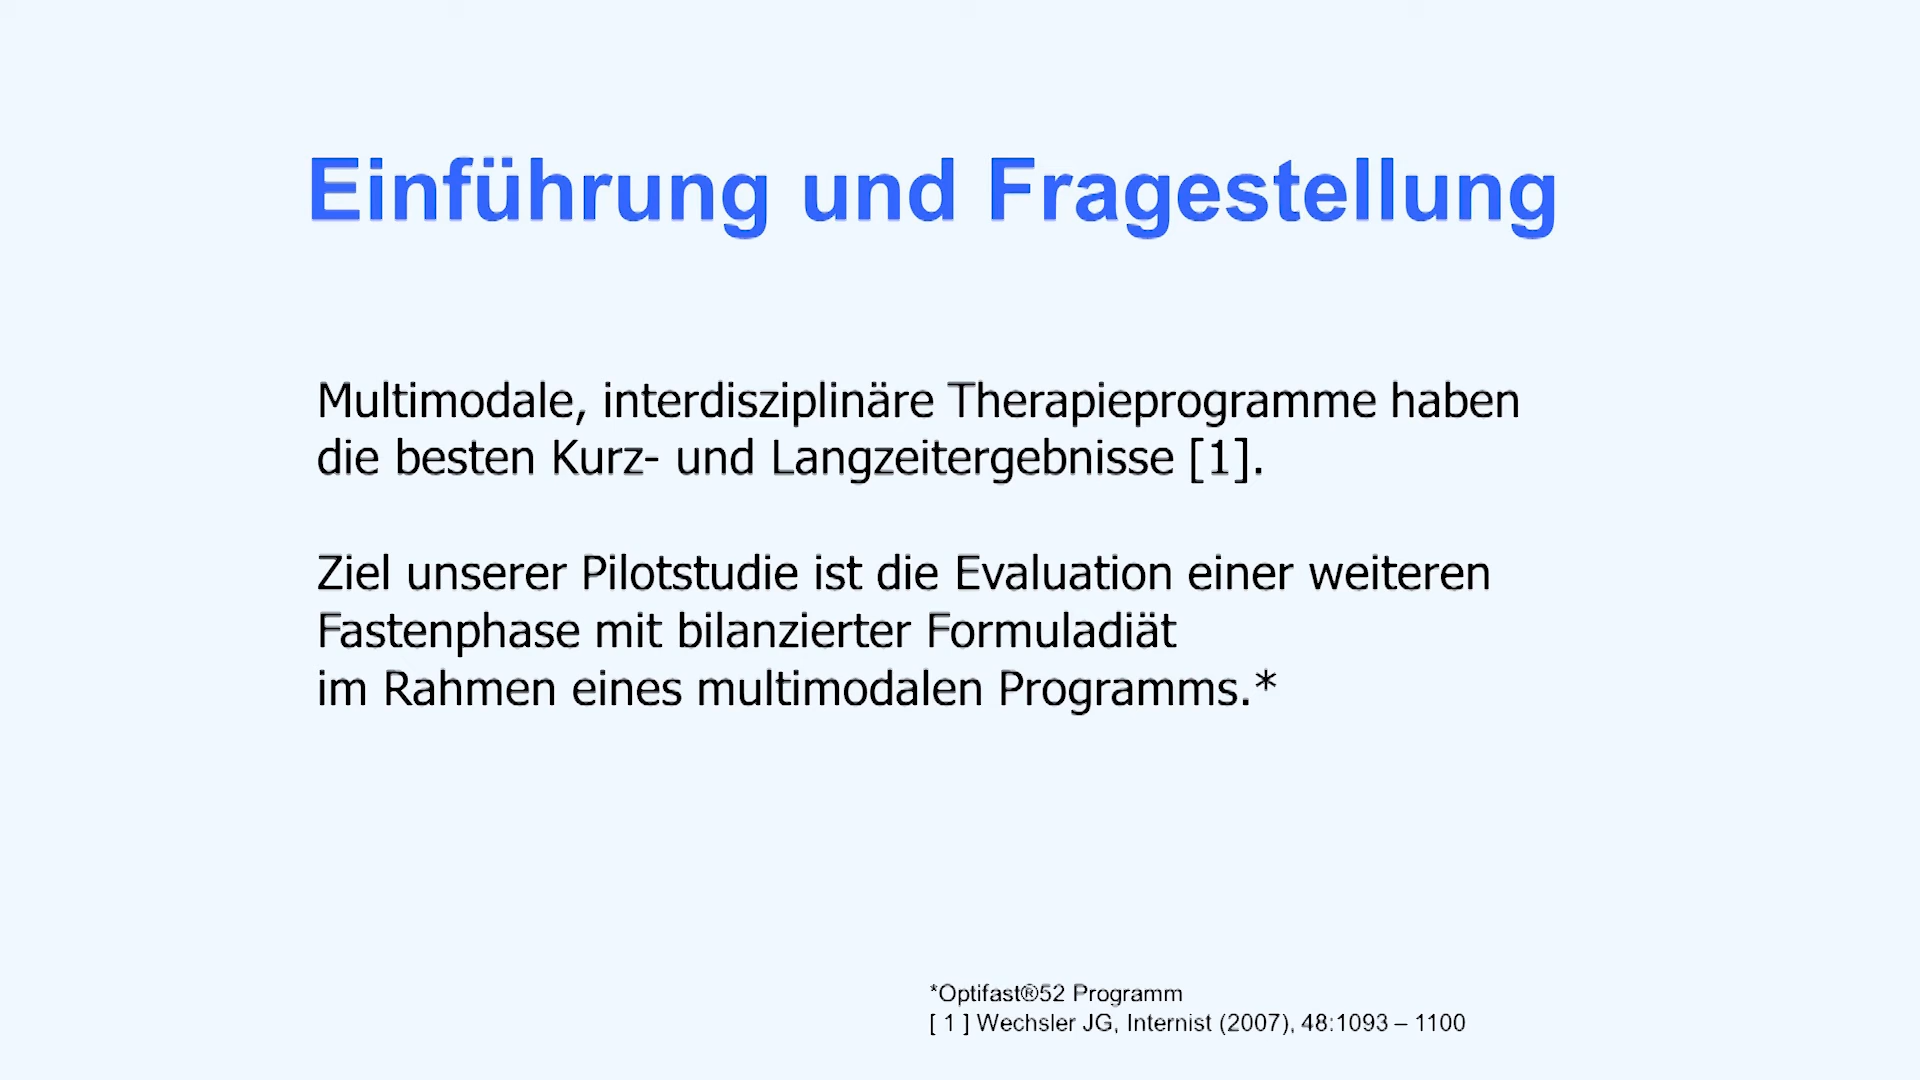 Einführung und Fragestellung
Multimodale, interdisziplinäre Therapieprogramme haben
die besten Kurz- und Langzeitergebnisse [1].
Ziel unserer Pilotstudie ist die Evaluation einer weiteren
Fastenphase mit bilanzierter Formuladiät
im Rahmen eines multimodalen Programms.*
*Optifast®52 Programm
[ 1 ] Wechsler JG, Internist (2007), 48:1093 – 1100